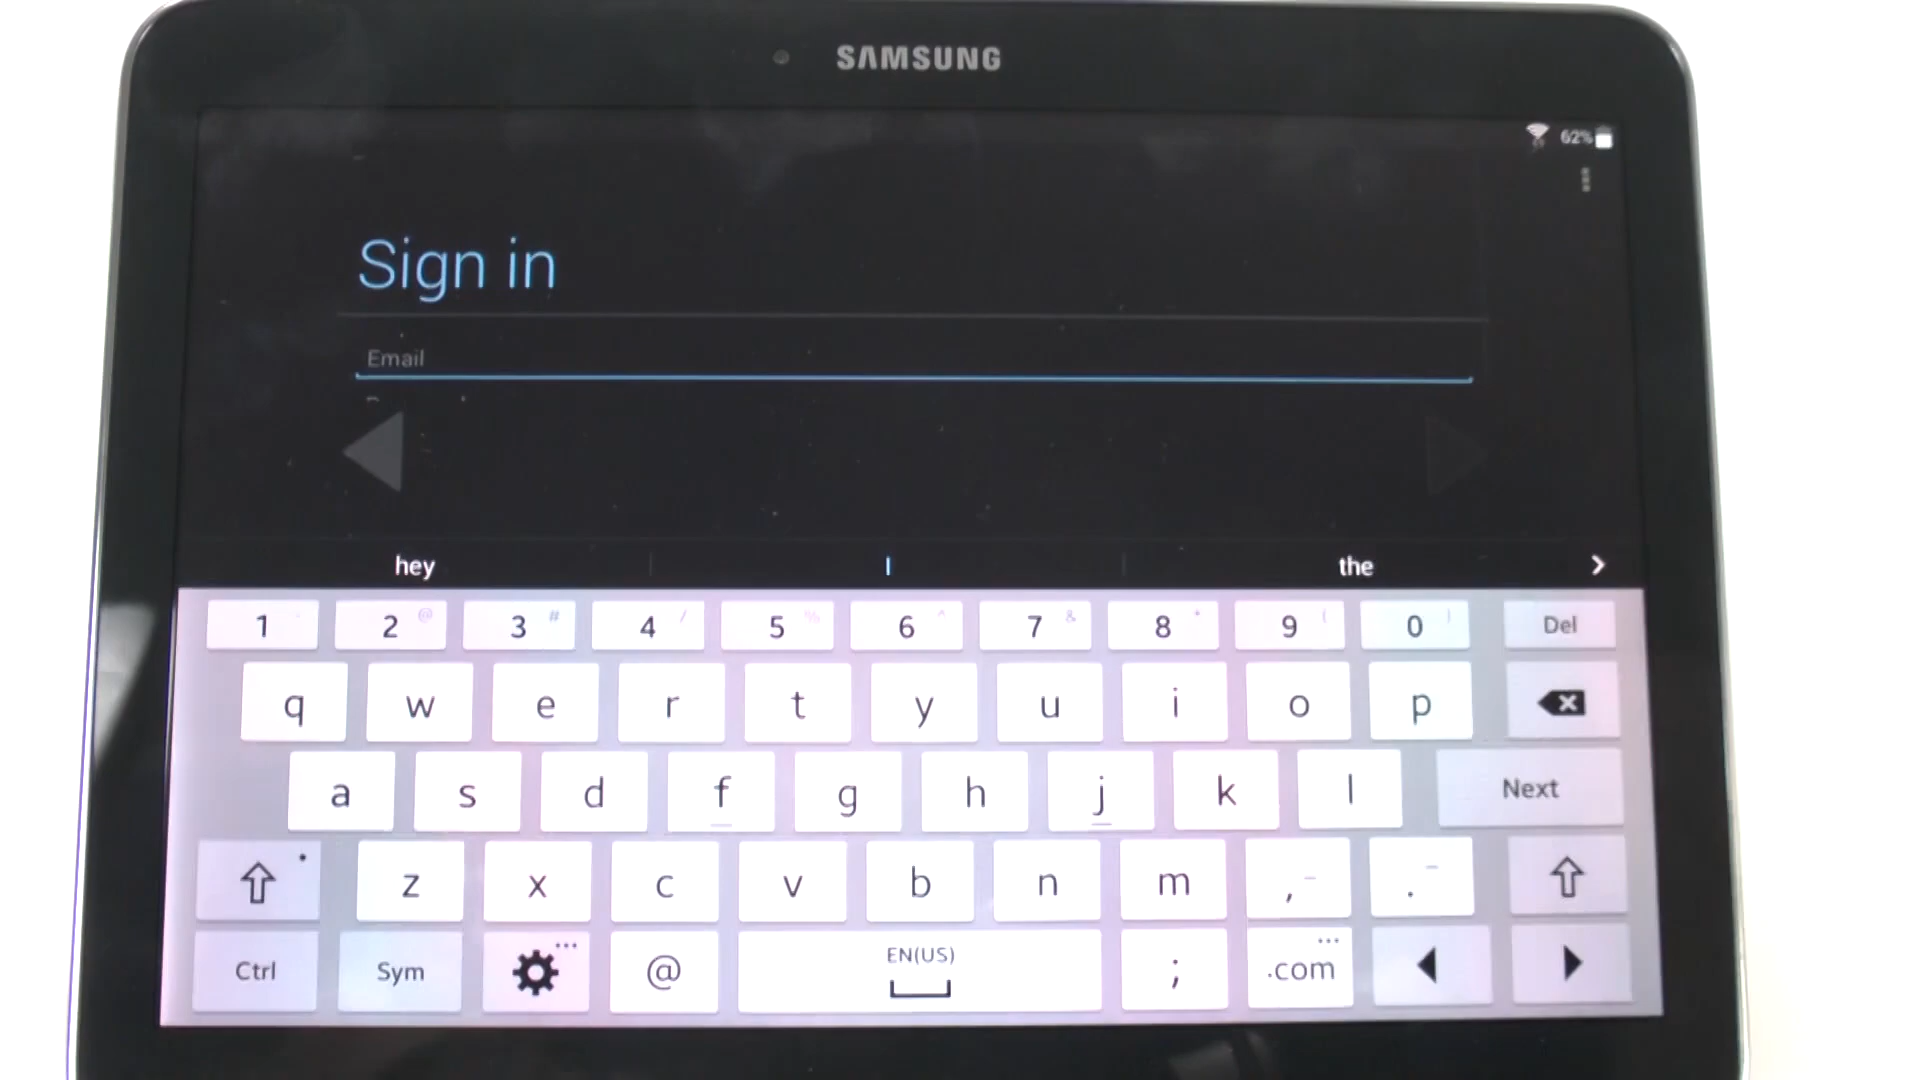 SAMSUNG
62%
Sign in
Email
hey I the >
1 2 @ 3 # 4 / 5 % 6 ^ 7 & 8 * 9 ( 0 ) Del
q w e r t y u i o p
a s d f g h j k l Next
z x c v b n m , .
Ctrl Sym @ EN(US) ; .com